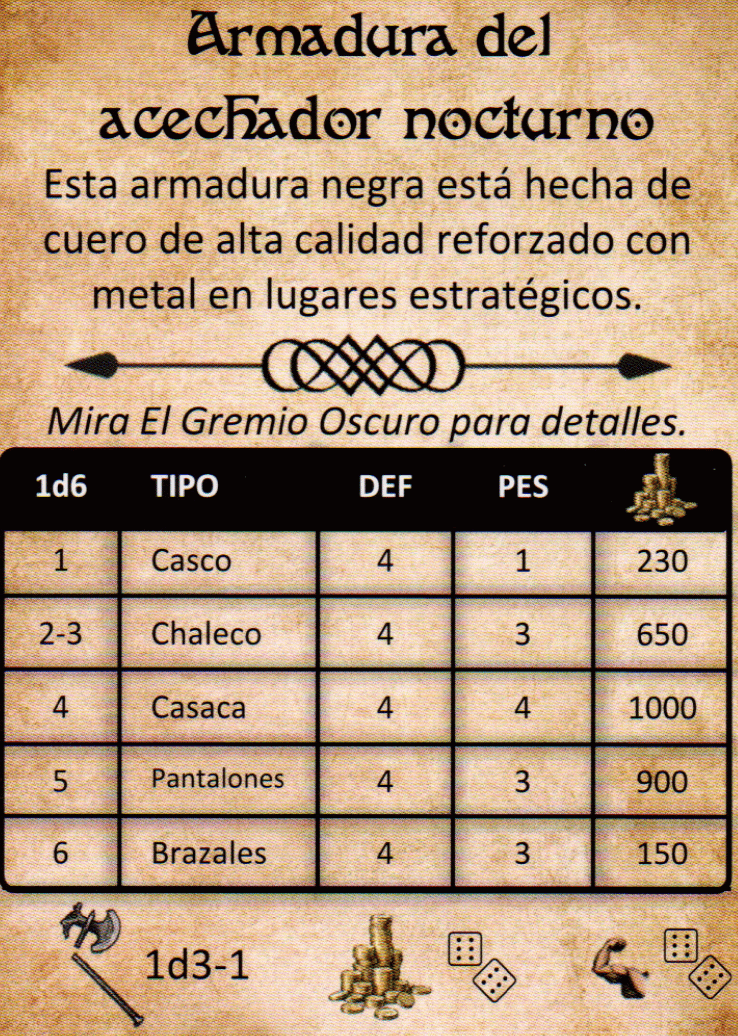 Armadura del
acechador nocturno
Esta armadura negra está hecha de
cuero de alta calidad reforzado con
metal en lugares estratégicos.
Mira El Gremio Oscuro para detalles.
1d6 TIPO DEF PES
1 Casco 4 1 230
2-3 Chaleco 4 3 650
4 Casaca 4 4 1000
5 Pantalones 4 3 900
6 Brazales 4 3 150
1d3-1